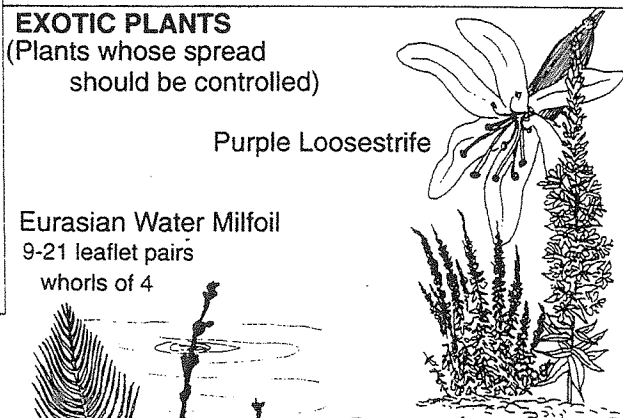 EXOTIC PLANTS
(Plants whose spread
should be controlled)
Purple Loosestrife
Eurasian Water Milfoil
9-21 leaflet pairs
whorls of 4